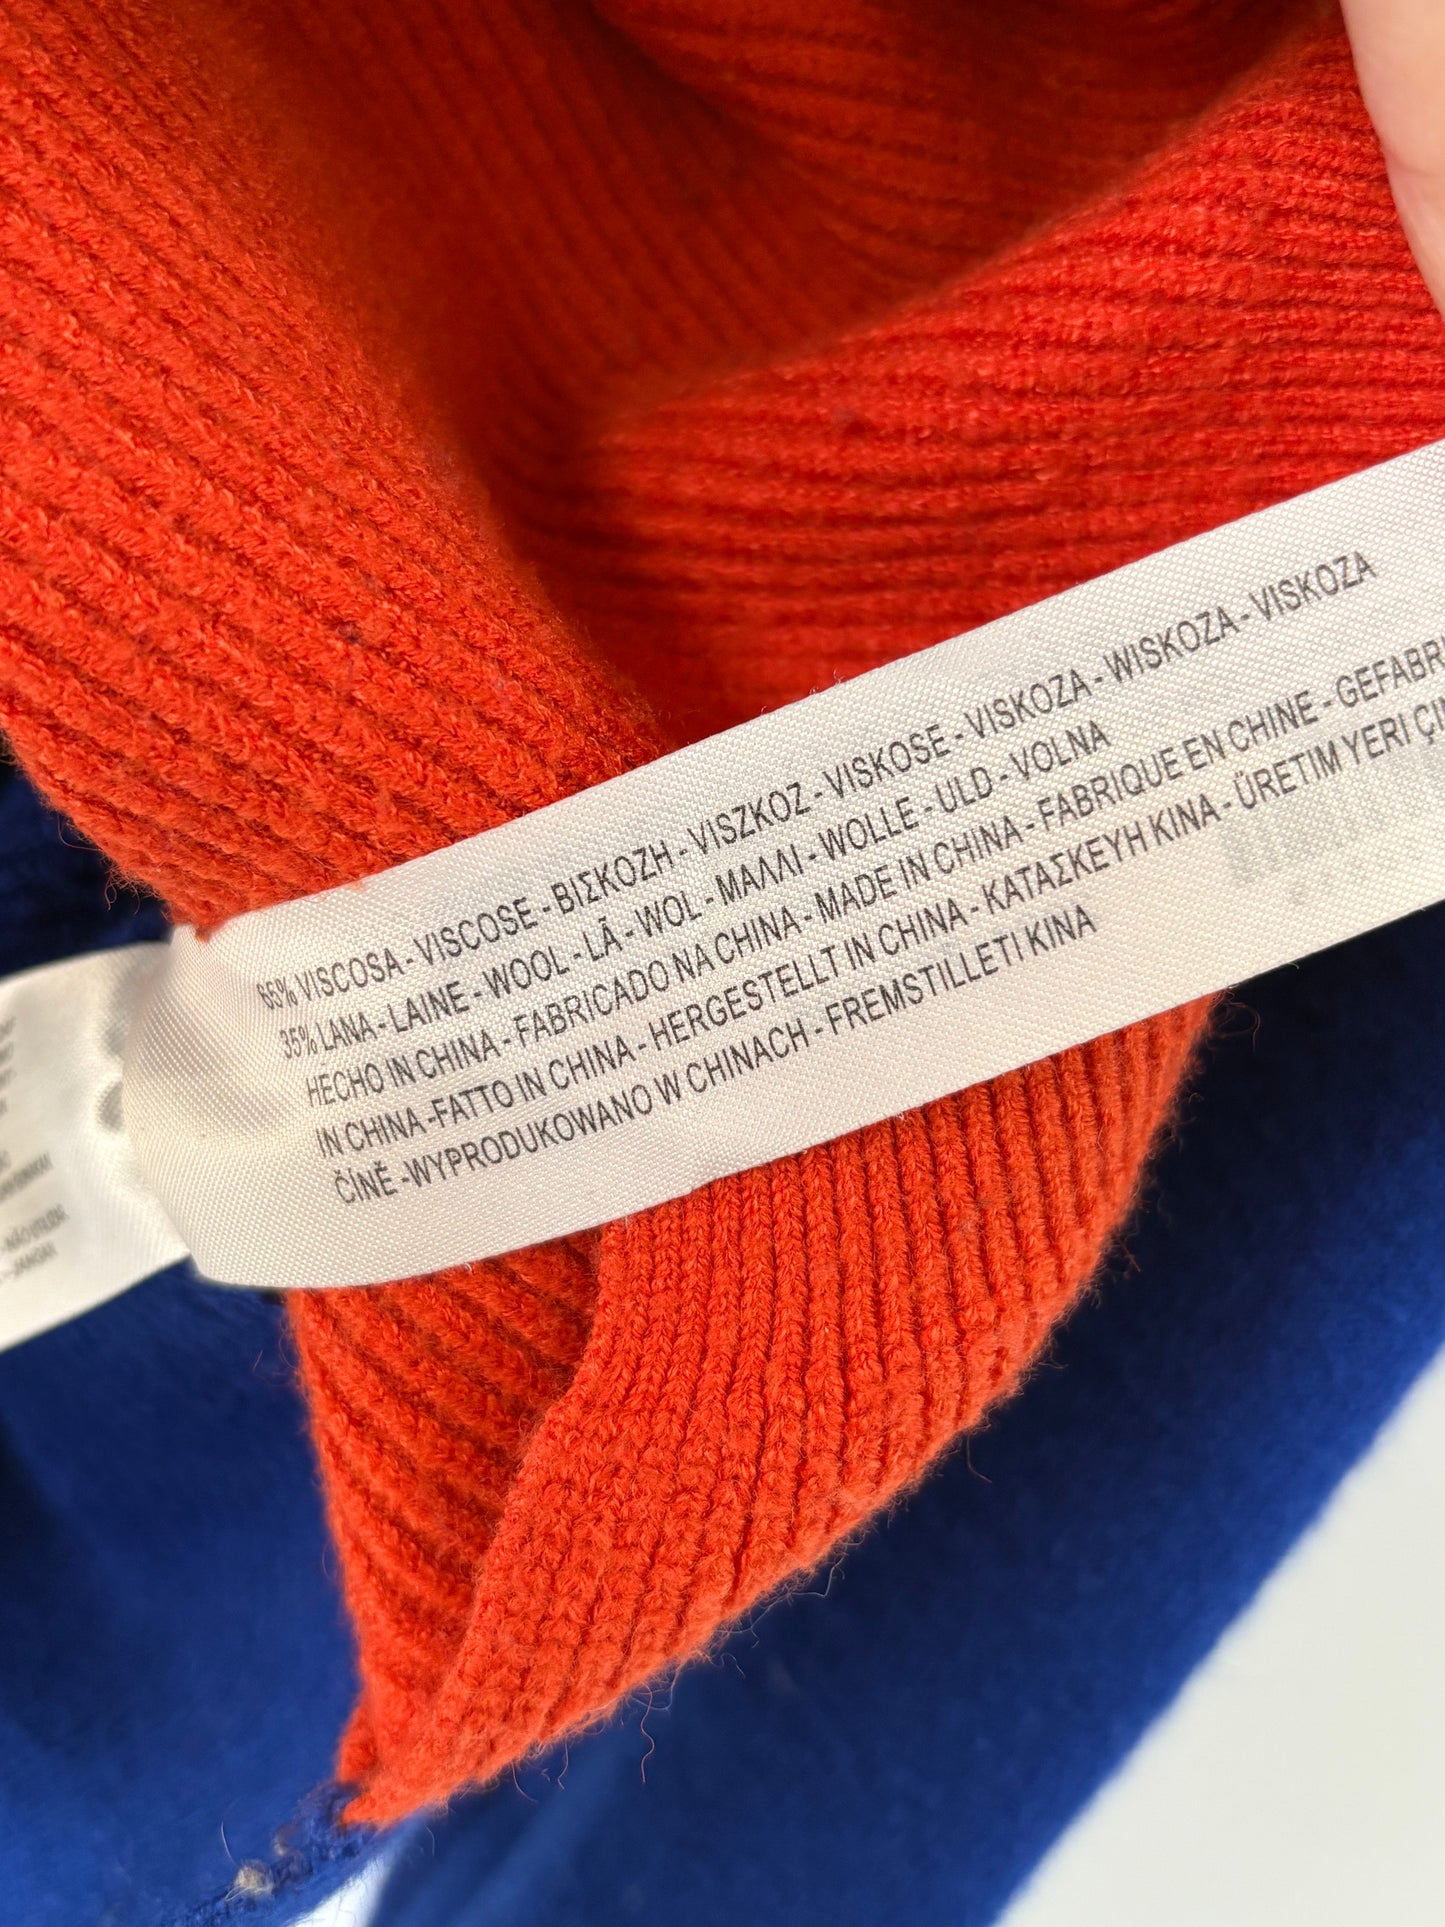 65% VISCOSA - VISCOSE - ΒΙΣΚΟΖΗ - VISZKOZ - VISKOSE - VISKOZA - WISKOZA - VISKOZA
35% LANA - LAINE - WOOL - LÃ - WOL - ΜΑΛΛΙ - WOLLE - ULD - VOLNA
HECHO IN CHINA - FABRICADO NA CHINA - MADE IN CHINA - FABRIQUE EN CHINE - GEFABRI
IN CHINA -FATTO IN CHINA - HERGESTELLT IN CHINA - ΚΑΤΑΣΚΕΥΗ ΚΙΝΑ - ÜRETIM YERI ÇI
ČÍNĚ -WYPRODUKOWANO W CHINACH - FREMSTILLET I KINA